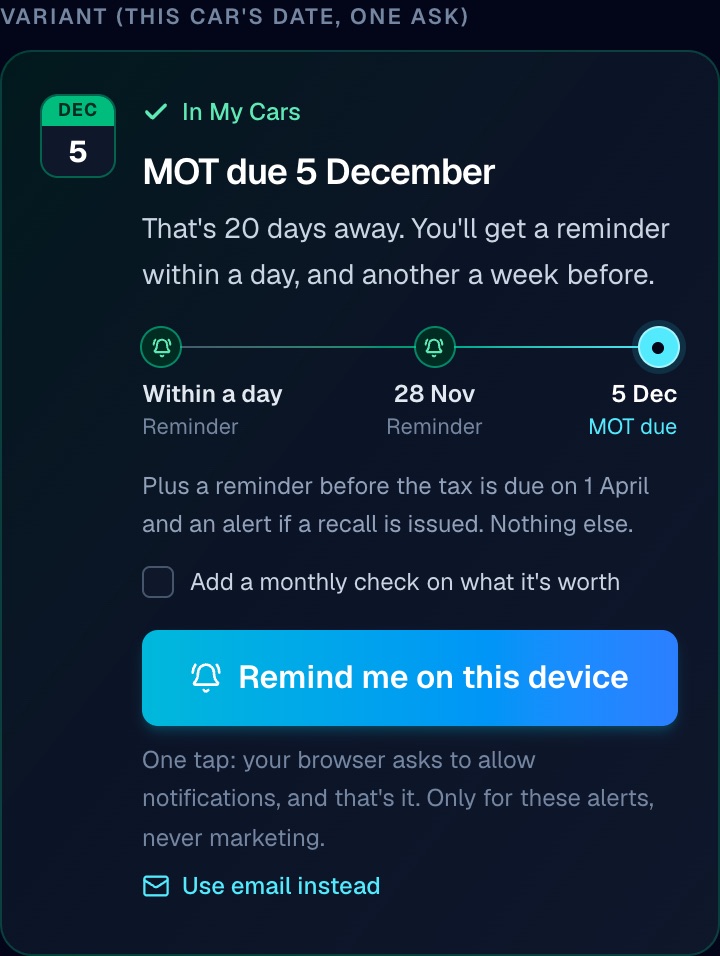 VARIANT (THIS CAR'S DATE, ONE ASK)
DEC
5
In My Cars
MOT due 5 December
That's 20 days away. You'll get a reminder
within a day, and another a week before.
Within a day
Reminder
28 Nov
Reminder
5 Dec
MOT due
Plus a reminder before the tax is due on 1 April
and an alert if a recall is issued. Nothing else.
Add a monthly check on what it's worth
Remind me on this device
One tap: your browser asks to allow
notifications, and that's it. Only for these alerts,
never marketing.
Use email instead